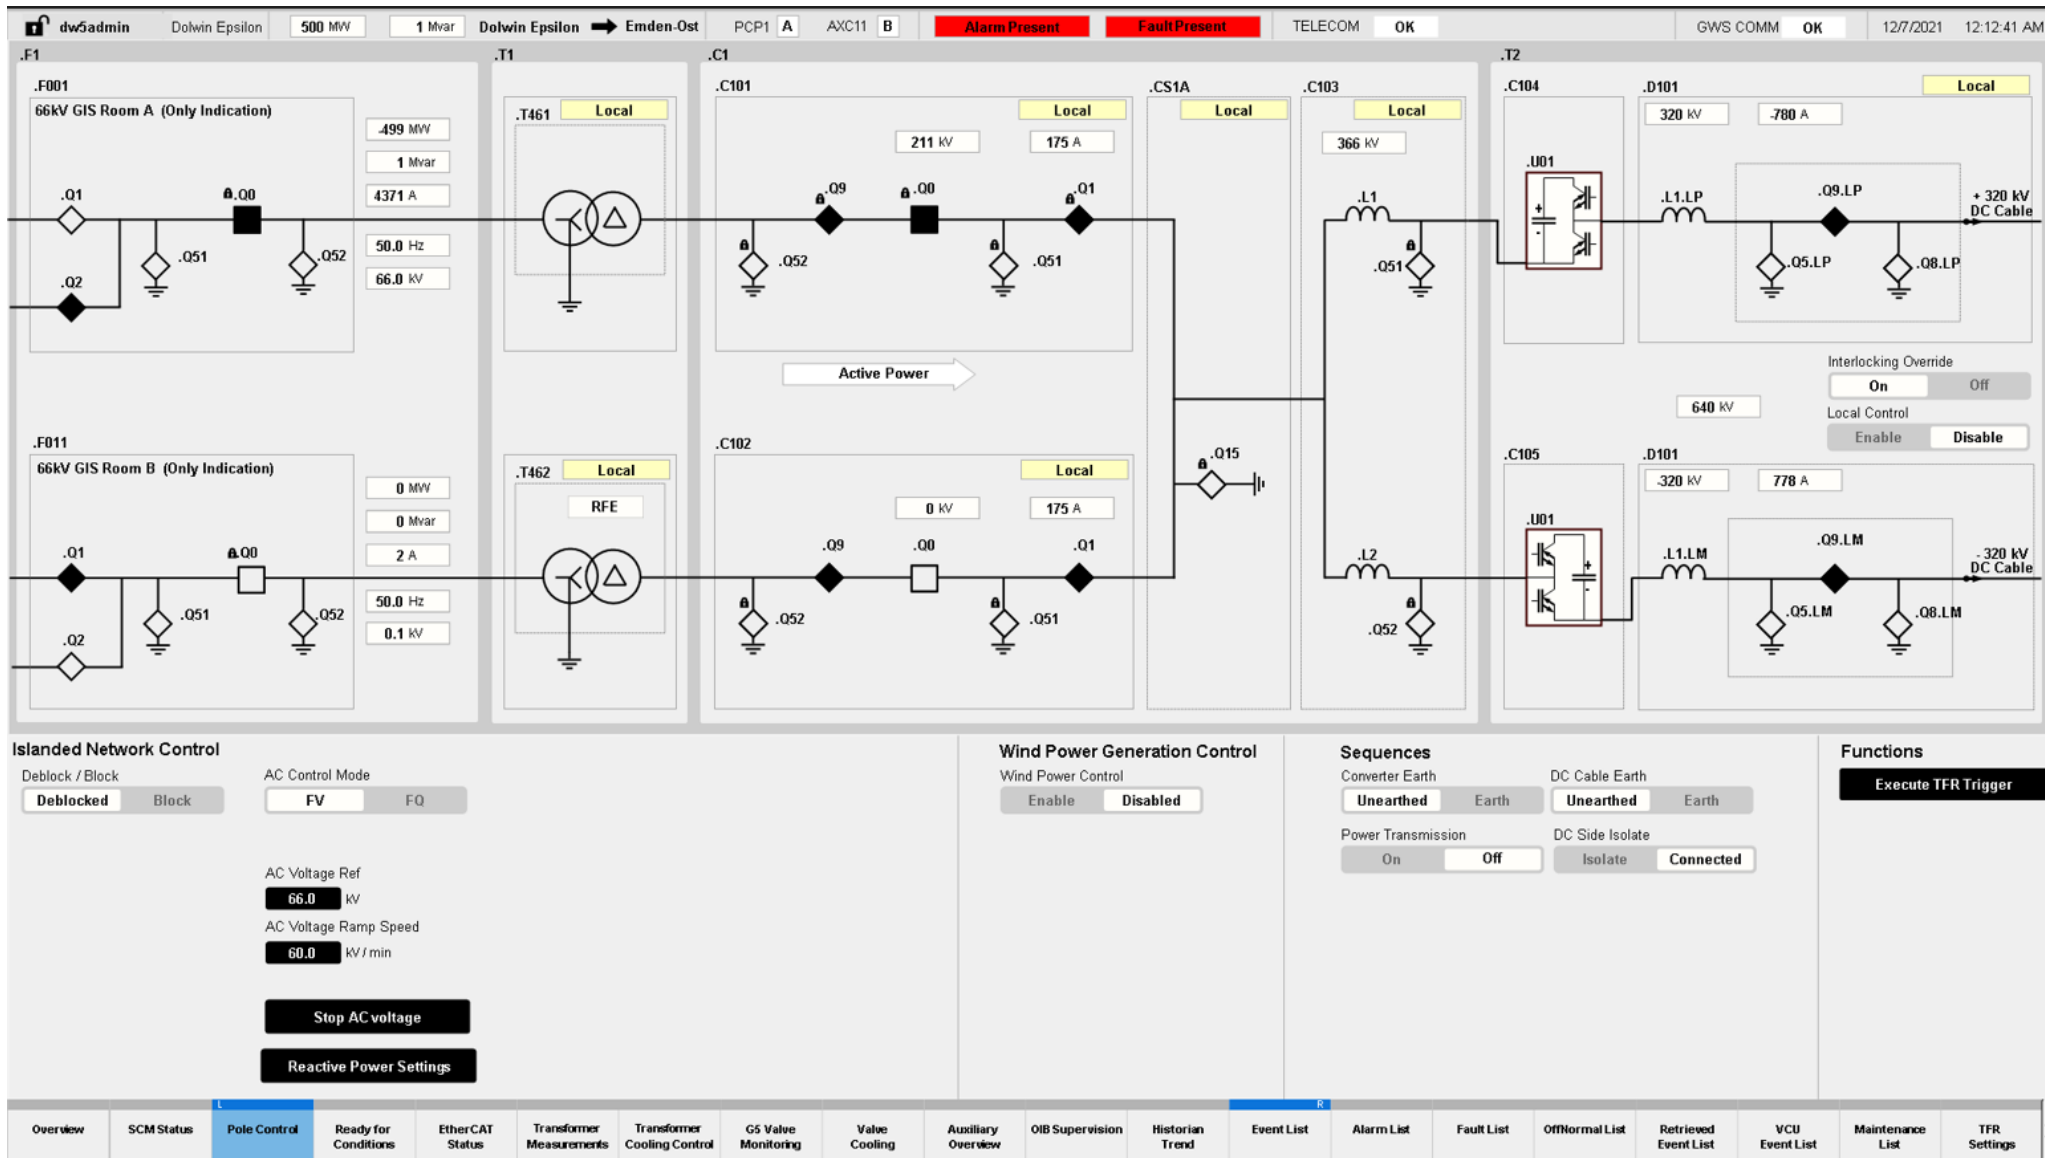 dw5admin Dolwin Epsilon 500 MW 1 Mvar Dolwin Epsilon Emden-Ost PCP1 A AXC11 B Alarm Present Fault Present TELECOM OK GWS COMM OK 12/7/2021 12:12:41 AM
.F1 .T1 .C1 .T2
.F001 .C101 .CS1A .C103 .C104 .D101 Local
66kV GIS Room A (Only Indication) .T461 Local Local Local Local 320 kV -780 A
-499 MW 211 kV 175 A 366 kV
1 Mvar .U01
.Q1 .Q0 4371 A .Q9 .Q0 .Q1 .L1 .L1.LP .Q9.LP + 320 kV
DC Cable
50.0 Hz
.Q51 .Q52 .Q52 .Q51 .Q51 .Q5.LP .Q8.LP
.Q2 66.0 kV
Active Power
Interlocking Override
On Off
640 kV
Local Control
Enable Disable
.F011 .C102 .C105 .D101
66kV GIS Room B (Only Indication) .T462 Local Local .Q15
0 MW RFE 0 kV 175 A -320 kV 778 A
0 Mvar .U01
.Q1 .Q0 2 A .Q9 .Q0 .Q1 .L2 .L1.LM .Q9.LM - 320 kV
DC Cable
50.0 Hz
.Q51 .Q52 .Q52 .Q51 .Q52 .Q5.LM .Q8.LM
.Q2 0.1 kV
Islanded Network Control
Deblock / Block AC Control Mode
Deblocked Block FV FQ
AC Voltage Ref
66.0 kV
AC Voltage Ramp Speed
60.0 kV / min
Stop AC voltage
Reactive Power Settings
Wind Power Generation Control
Wind Power Control
Enable Disabled
Sequences
Converter Earth DC Cable Earth
Unearthed Earth Unearthed Earth
Power Transmission DC Side Isolate
On Off Isolate Connected
Functions
Execute TFR Trigger
L R
Overview
SCM Status
Pole Control
Ready for
Conditions
EtherCAT
Status
Transformer
Measurements
Transformer
Cooling Control
G5 Valve
Monitoring
Valve
Cooling
Auxiliary
Overview
OIB Supervision
Historian
Trend
Event List
Alarm List
Fault List
OffNormal List
Retrieved
Event List
VCU
Event List
Maintenance
List
TFR
Settings